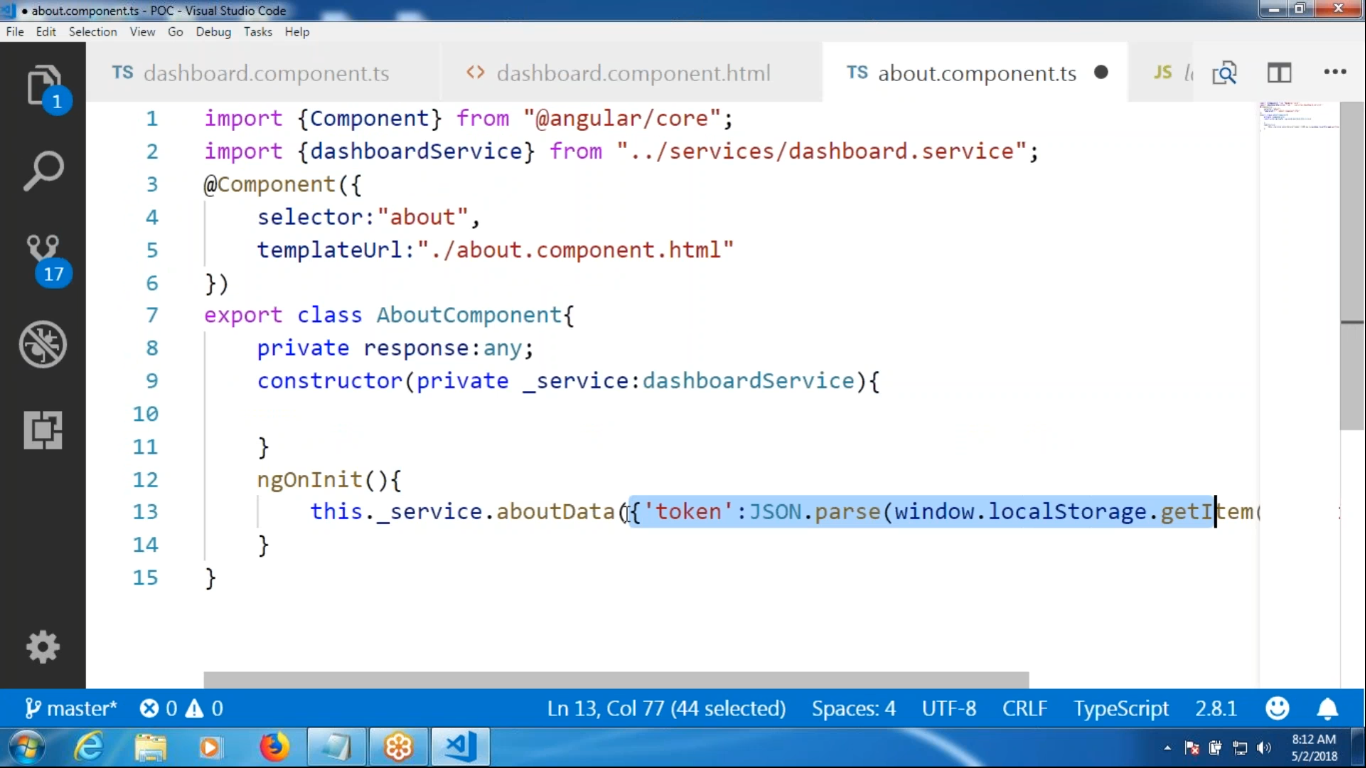 ● about.component.ts - POC - Visual Studio Code
File Edit Selection View Go Debug Tasks Help
TS dashboard.component.ts <> dashboard.component.html TS about.component.ts ● JS
1 import {Component} from "@angular/core";
2 import {dashboardService} from "../services/dashboard.service";
3 @Component({
4 selector:"about",
5 templateUrl:"./about.component.html"
6 })
7 export class AboutComponent{
8 private response:any;
9 constructor(private _service:dashboardService){
10
11 }
12 ngOnInit(){
13 this._service.aboutData({'token':JSON.parse(window.localStorage.getItem(
14 }
15 }
1
17
master* 0 0 Ln 13, Col 77 (44 selected) Spaces: 4 UTF-8 CRLF TypeScript 2.8.1
8:12 AM
5/2/2018